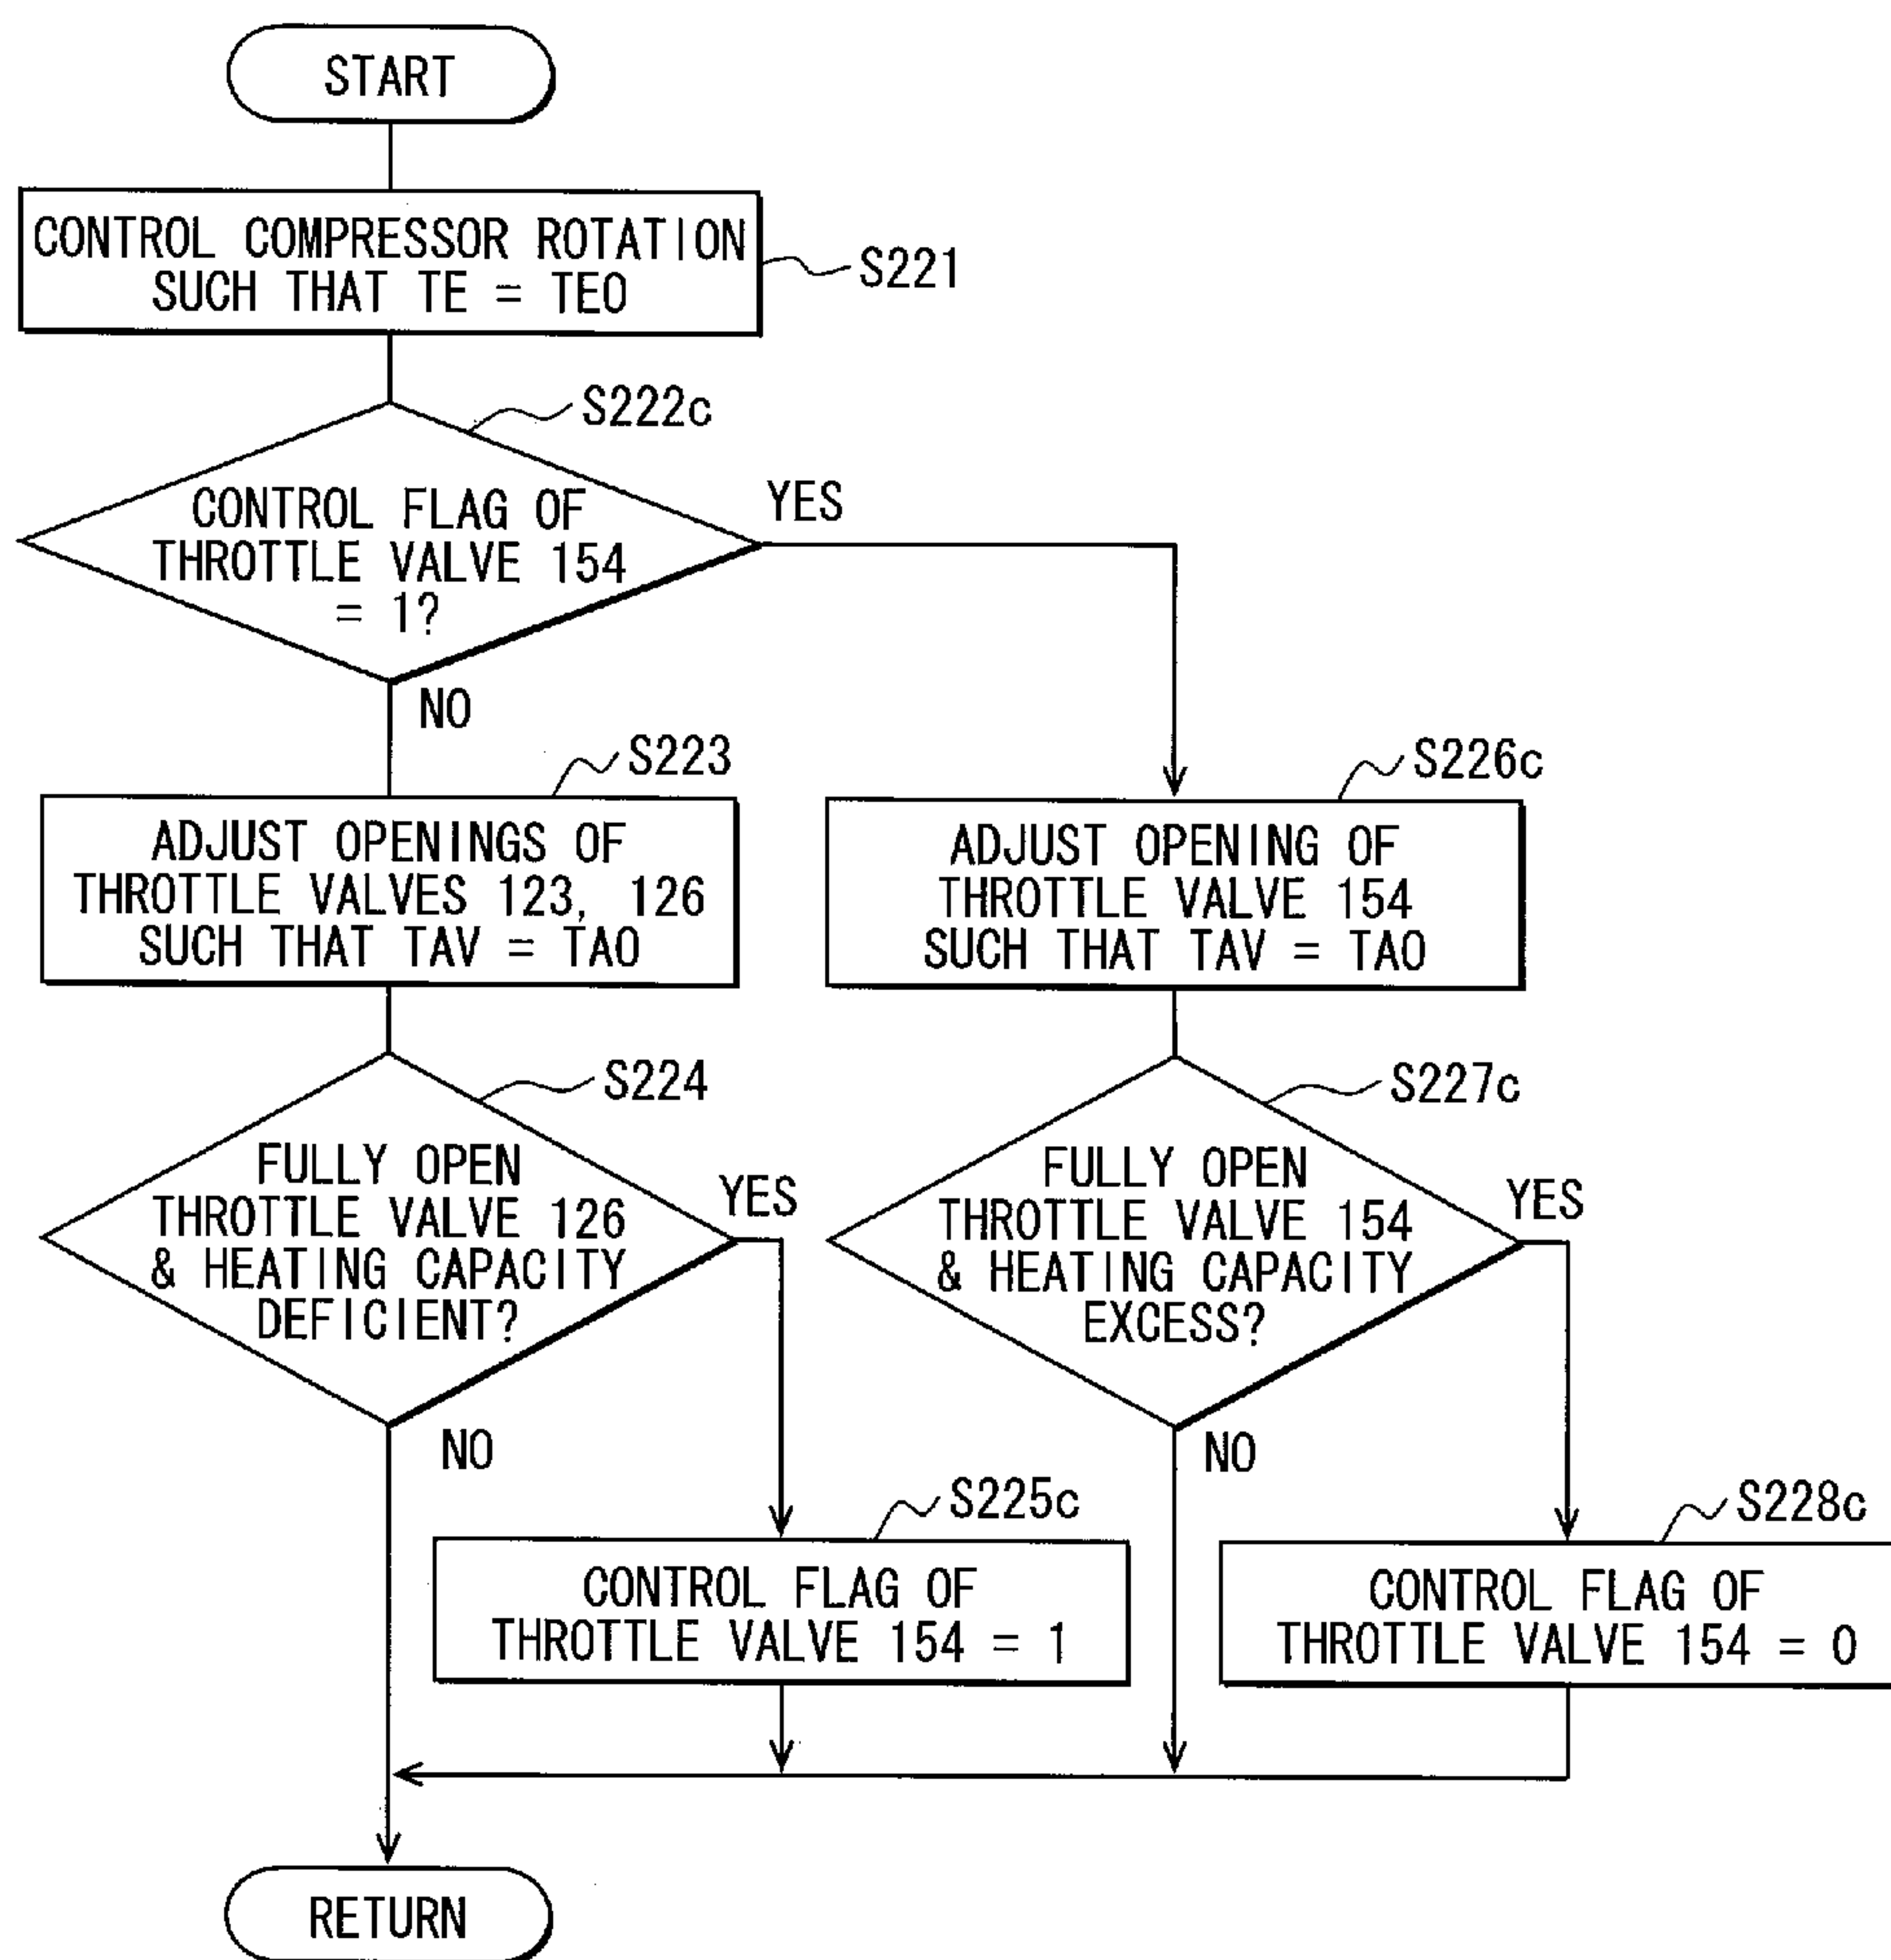 START
CONTROL COMPRESSOR ROTATION
SUCH THAT TE = TEO
S221
S222c
CONTROL FLAG OF
THROTTLE VALVE 154
= 1?
YES
NO
S223
ADJUST OPENINGS OF
THROTTLE VALVES 123, 126
SUCH THAT TAV = TAO
S226c
ADJUST OPENING OF
THROTTLE VALVE 154
SUCH THAT TAV = TAO
S224
FULLY OPEN
THROTTLE VALVE 126
& HEATING CAPACITY
DEFICIENT?
YES
NO
S227c
FULLY OPEN
THROTTLE VALVE 154
& HEATING CAPACITY
EXCESS?
YES
NO
S225c
CONTROL FLAG OF
THROTTLE VALVE 154 = 1
S228c
CONTROL FLAG OF
THROTTLE VALVE 154 = 0
RETURN